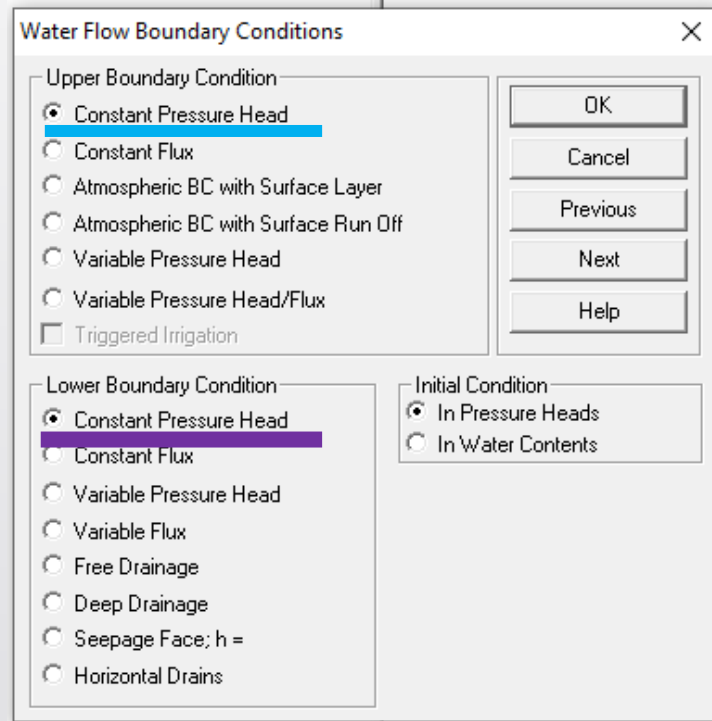 Water Flow Boundary Conditions
Upper Boundary Condition
Constant Pressure Head
Constant Flux
Atmospheric BC with Surface Layer
Atmospheric BC with Surface Run Off
Variable Pressure Head
Variable Pressure Head/Flux
Triggered Irrigation
OK
Cancel
Previous
Next
Help
Lower Boundary Condition
Constant Pressure Head
Constant Flux
Variable Pressure Head
Variable Flux
Free Drainage
Deep Drainage
Seepage Face; h =
Horizontal Drains
Initial Condition
In Pressure Heads
In Water Contents